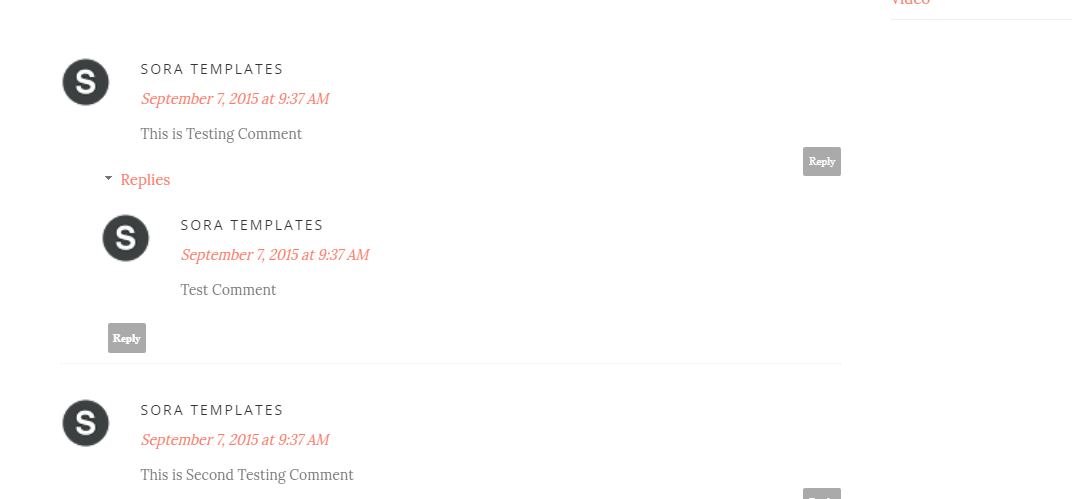 Video
S
SORA TEMPLATES
September 7, 2015 at 9:37 AM
This is Testing Comment
Reply
Replies
S
SORA TEMPLATES
September 7, 2015 at 9:37 AM
Test Comment
Reply
S
SORA TEMPLATES
September 7, 2015 at 9:37 AM
This is Second Testing Comment